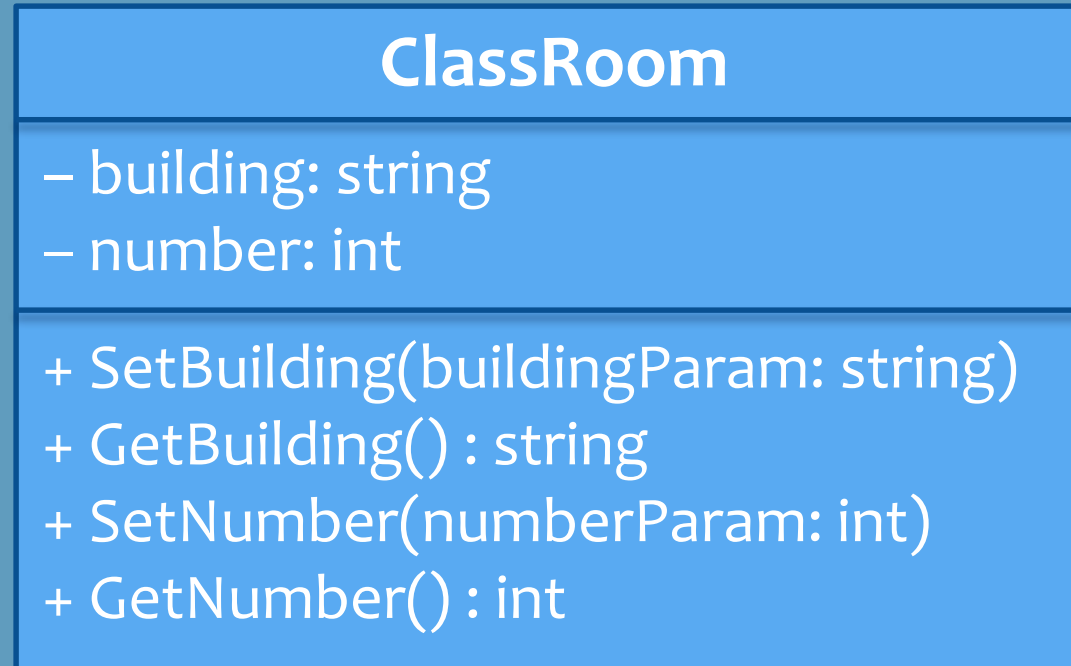 ClassRoom
– building: string
– number: int
+ SetBuilding(buildingParam: string)
+ GetBuilding() : string
+ SetNumber(numberParam: int)
+ GetNumber() : int